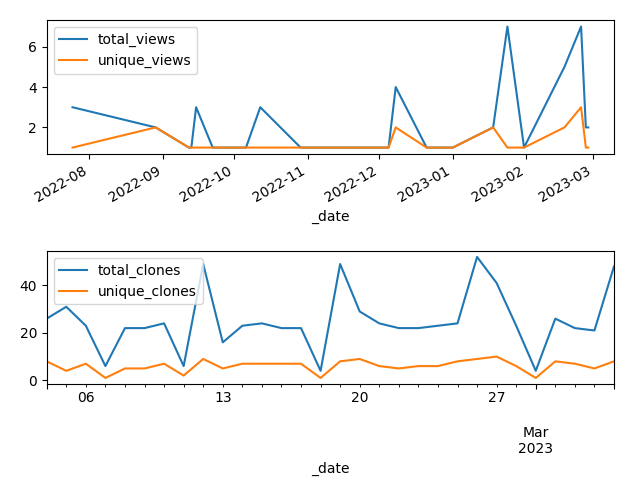 total_views
unique_views
6
4
2
2022-08
2022-09
2022-10
2022-11
2022-12
2023-01
2023-02
2023-03
_date
total_clones
unique_clones
40
20
0
06
13
20
27
Mar
2023
_date